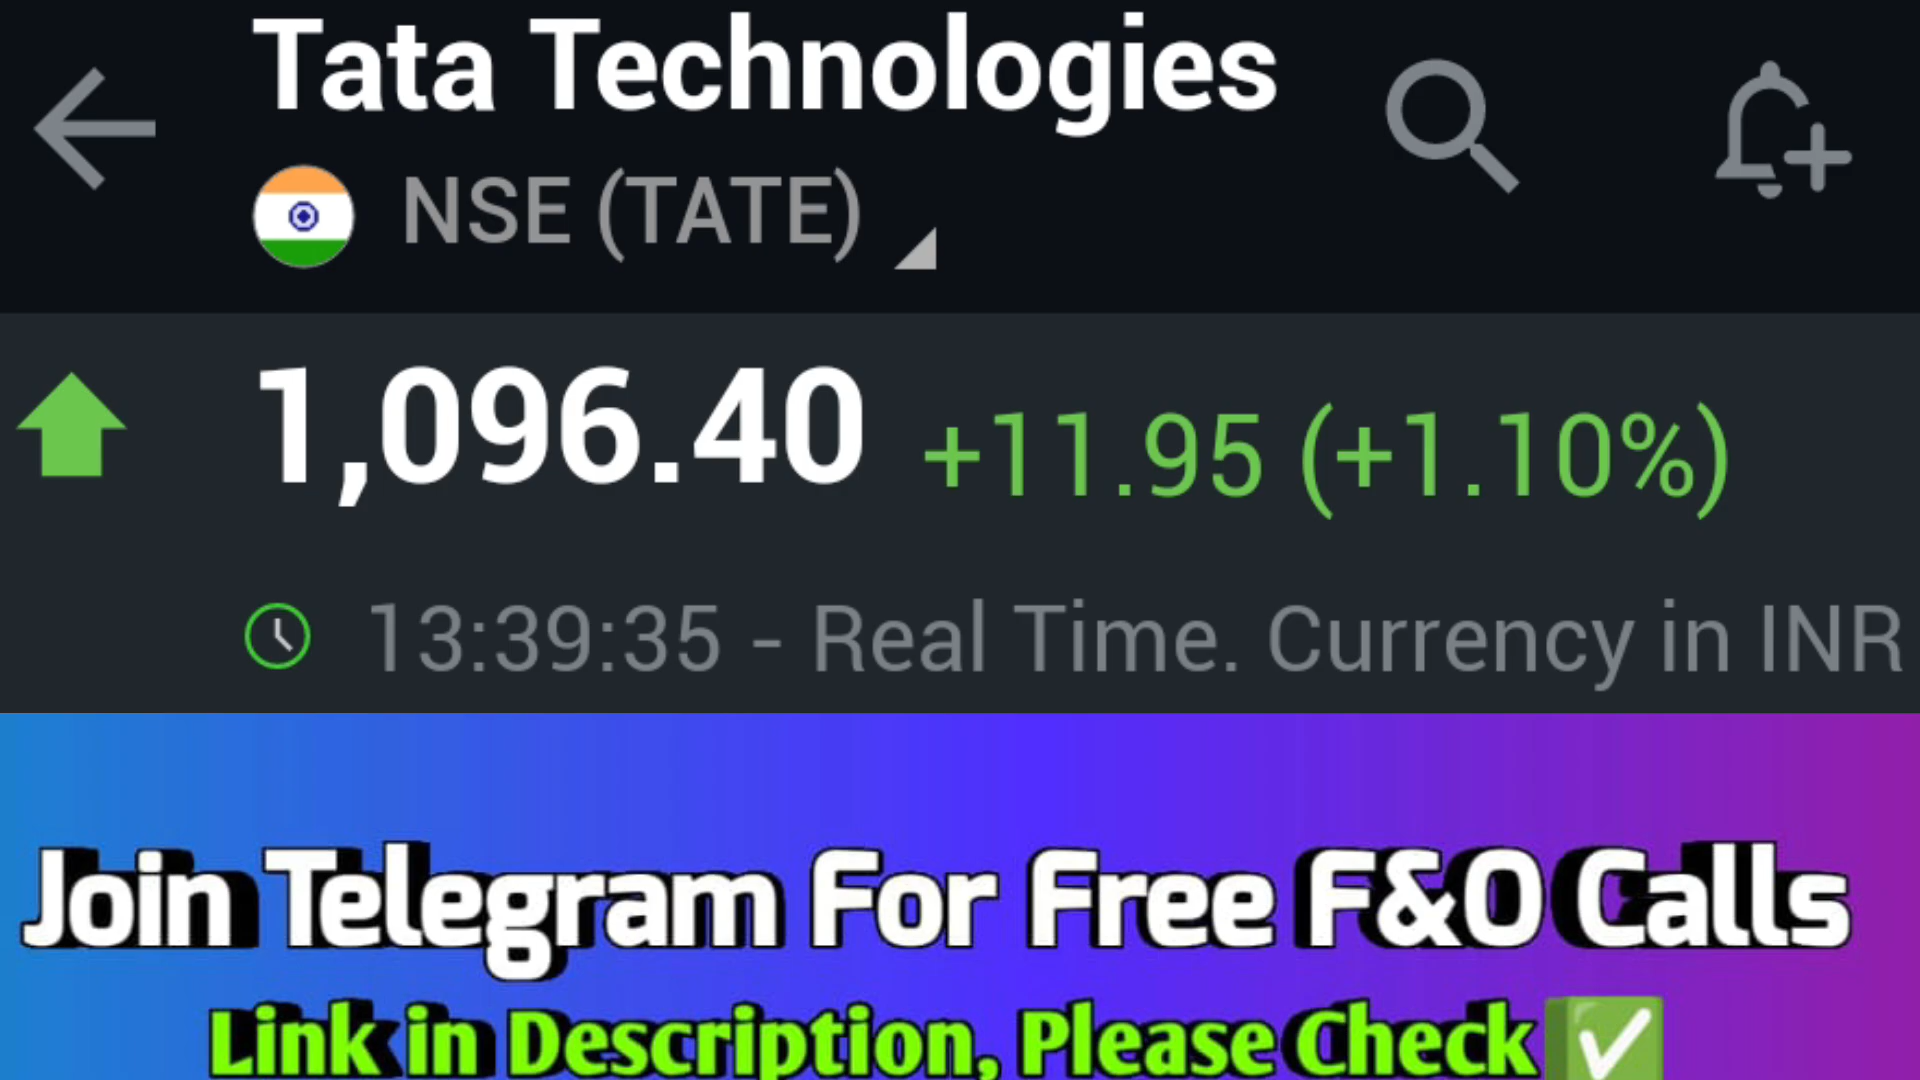 Tata Technologies
NSE (TATE)
1,096.40 +11.95 (+1.10%)
13:39:35 - Real Time. Currency in INR
Join Telegram For Free F&O Calls
Link in Description, Please Check ✅